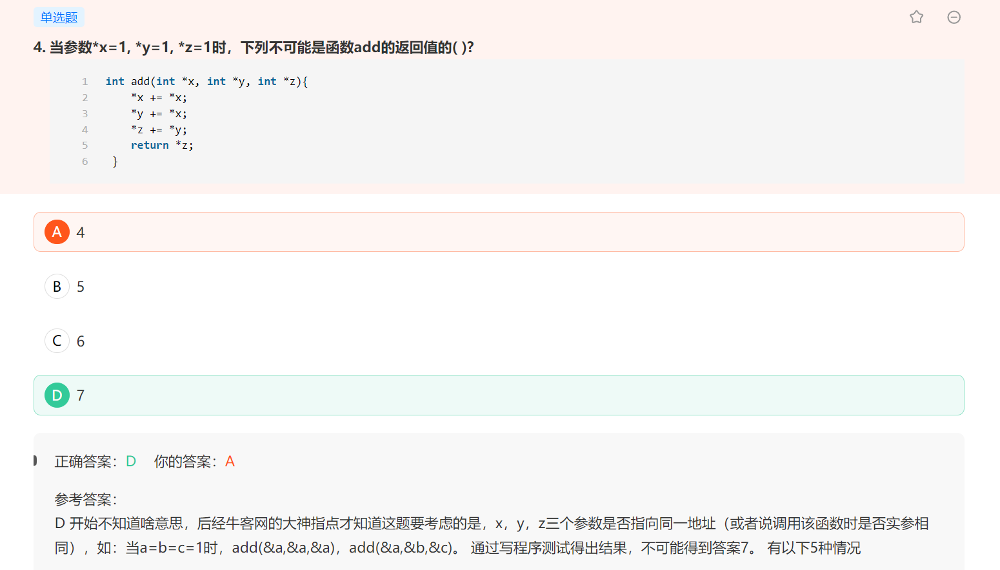 单选题
4. 当参数*x=1, *y=1, *z=1时，下列不可能是函数add的返回值的( )?
1 int add(int *x, int *y, int *z){
2 *x += *x;
3 *y += *x;
4 *z += *y;
5 return *z;
6 }
A 4
B 5
C 6
D 7
正确答案：D 你的答案：A
参考答案：
D 开始不知道啥意思，后经牛客网的大神指点才知道这题要考虑的是，x，y，z三个参数是否指向同一地址（或者说调用该函数时是否实参相
同），如：当a=b=c=1时，add(&a,&a,&a)，add(&a,&b,&c)。 通过写程序测试得出结果，不可能得到答案7。 有以下5种情况